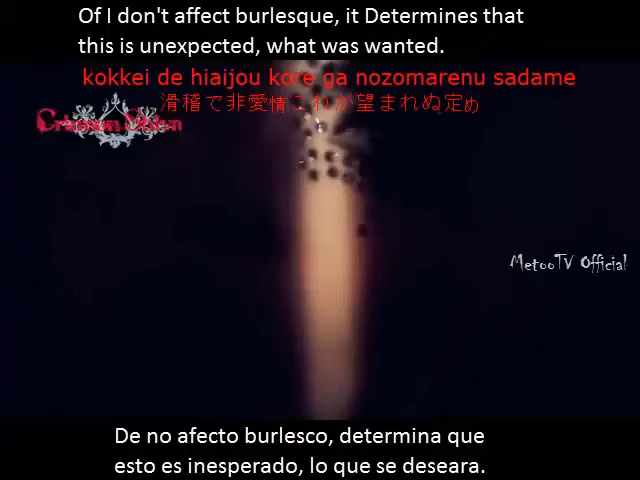 Of I don't affect burlesque, it Determines that
this is unexpected, what was wanted.
kokkei de hiaijou kore ga nozomarenu sadame
滑稽で非愛情これが望まれぬ定め
MetooTV Official
De no afecto burlesco, determina que
esto es inesperado, lo que se deseara.